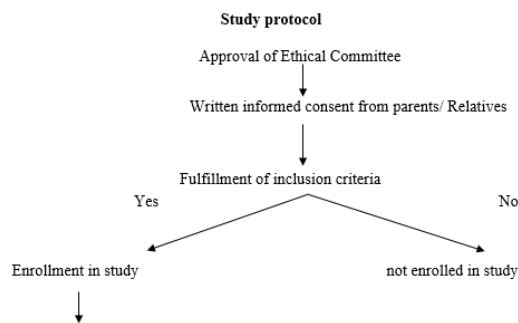 Study protocol
Approval of Ethical Committee
Written informed consent from parents/ Relatives
Fulfillment of inclusion criteria
Yes
No
Enrollment in study
not enrolled in study